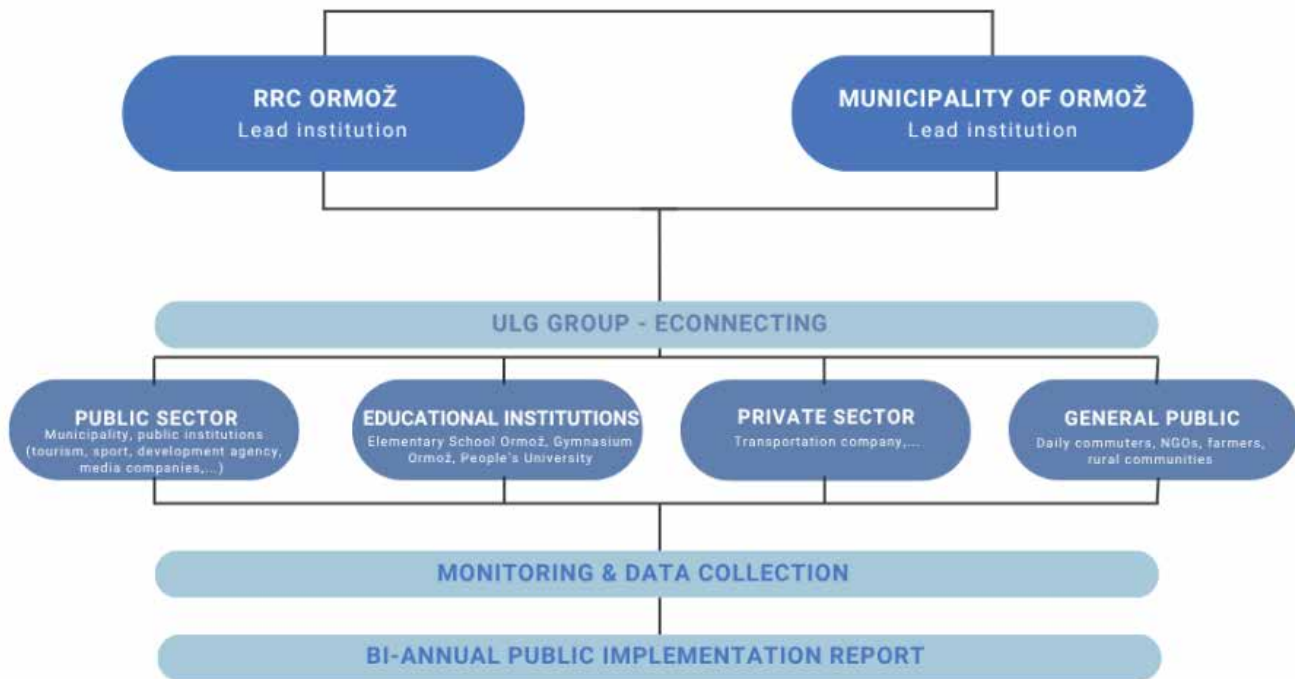 RRC ORMOŽ
Lead institution
MUNICIPALITY OF ORMOŽ
Lead institution
ULG GROUP - ECONNECTING
PUBLIC SECTOR
Municipality, public institutions
(tourism, sport, development agency,
media companies,...)
EDUCATIONAL INSTITUTIONS
Elementary School Ormož, Gymnasium
Ormož, People's University
PRIVATE SECTOR
Transportation company,...
GENERAL PUBLIC
Daily commuters, NGOs, farmers,
rural communities
MONITORING & DATA COLLECTION
BI-ANNUAL PUBLIC IMPLEMENTATION REPORT